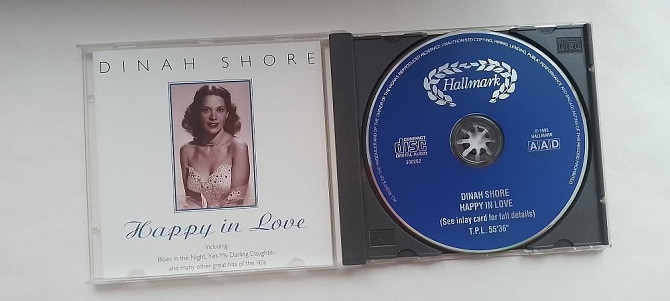 DINAH SHORE
Happy in Love
Including:
Blues in the Night, Yes My Darling Daughter,
and many other great hits of the '40s
Hallmark
COMPACT
disc
DIGITAL AUDIO
AAD
HALLMARK
DINAH SHORE
HAPPY IN LOVE
(See inlay card for full details)
T.P.L. 55'36"